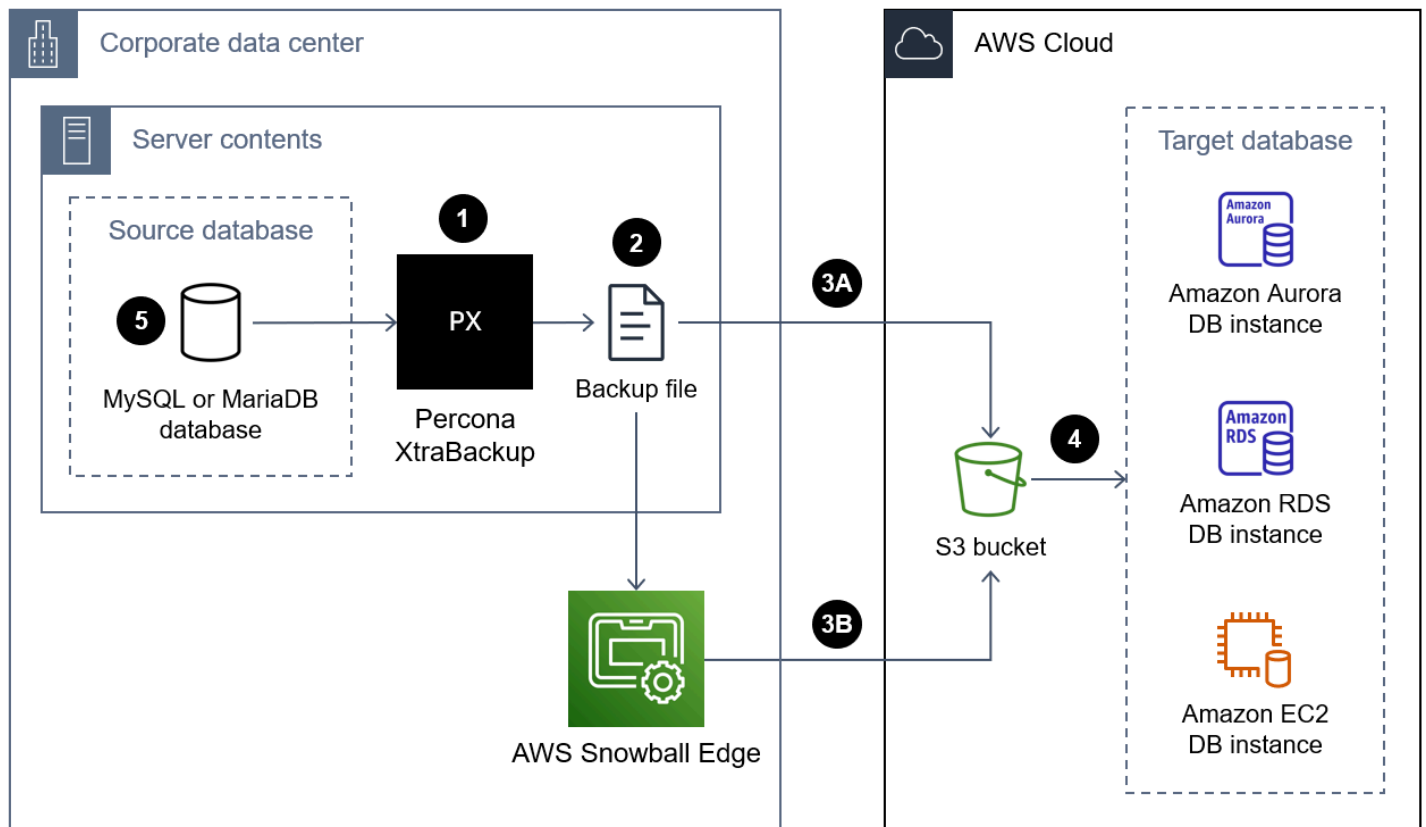 Corporate data center
AWS Cloud
Server contents
Target database
Source database
1
2
3A
5
PX
MySQL or MariaDB
database
Percona
XtraBackup
Backup file
Amazon
Aurora
Amazon Aurora
DB instance
Amazon
RDS
Amazon RDS
DB instance
4
S3 bucket
3B
AWS Snowball Edge
Amazon EC2
DB instance